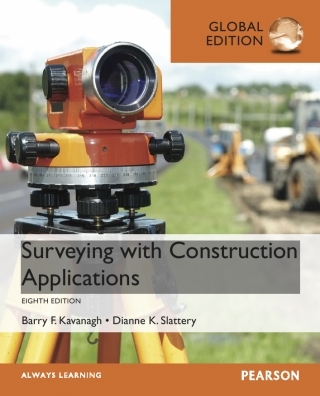 GLOBAL
EDITION
Surveying with Construction
Applications
EIGHTH EDITION
Barry F. Kavanagh • Dianne K. Slattery
ALWAYS LEARNING
PEARSON